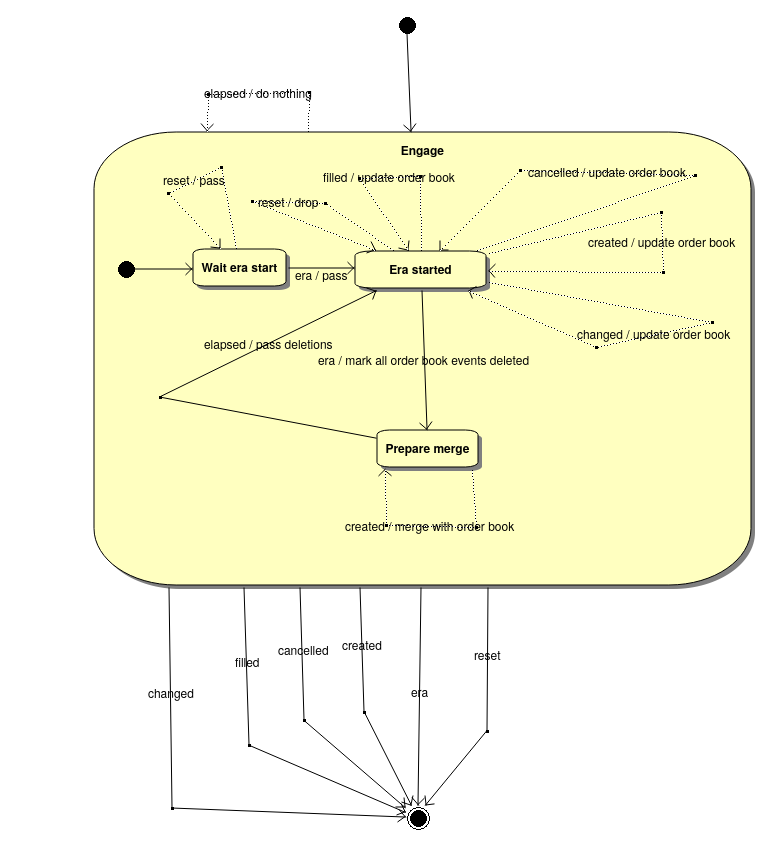 elapsed / do nothing
Engage
cancelled / update order book
filled / update order book
reset / pass
reset / drop
created / update order book
Wait era start
Era started
era / pass
changed / update order book
elapsed / pass deletions
era / mark all order book events deleted
Prepare merge
created / merge with order book
created
cancelled
reset
filled
era
changed